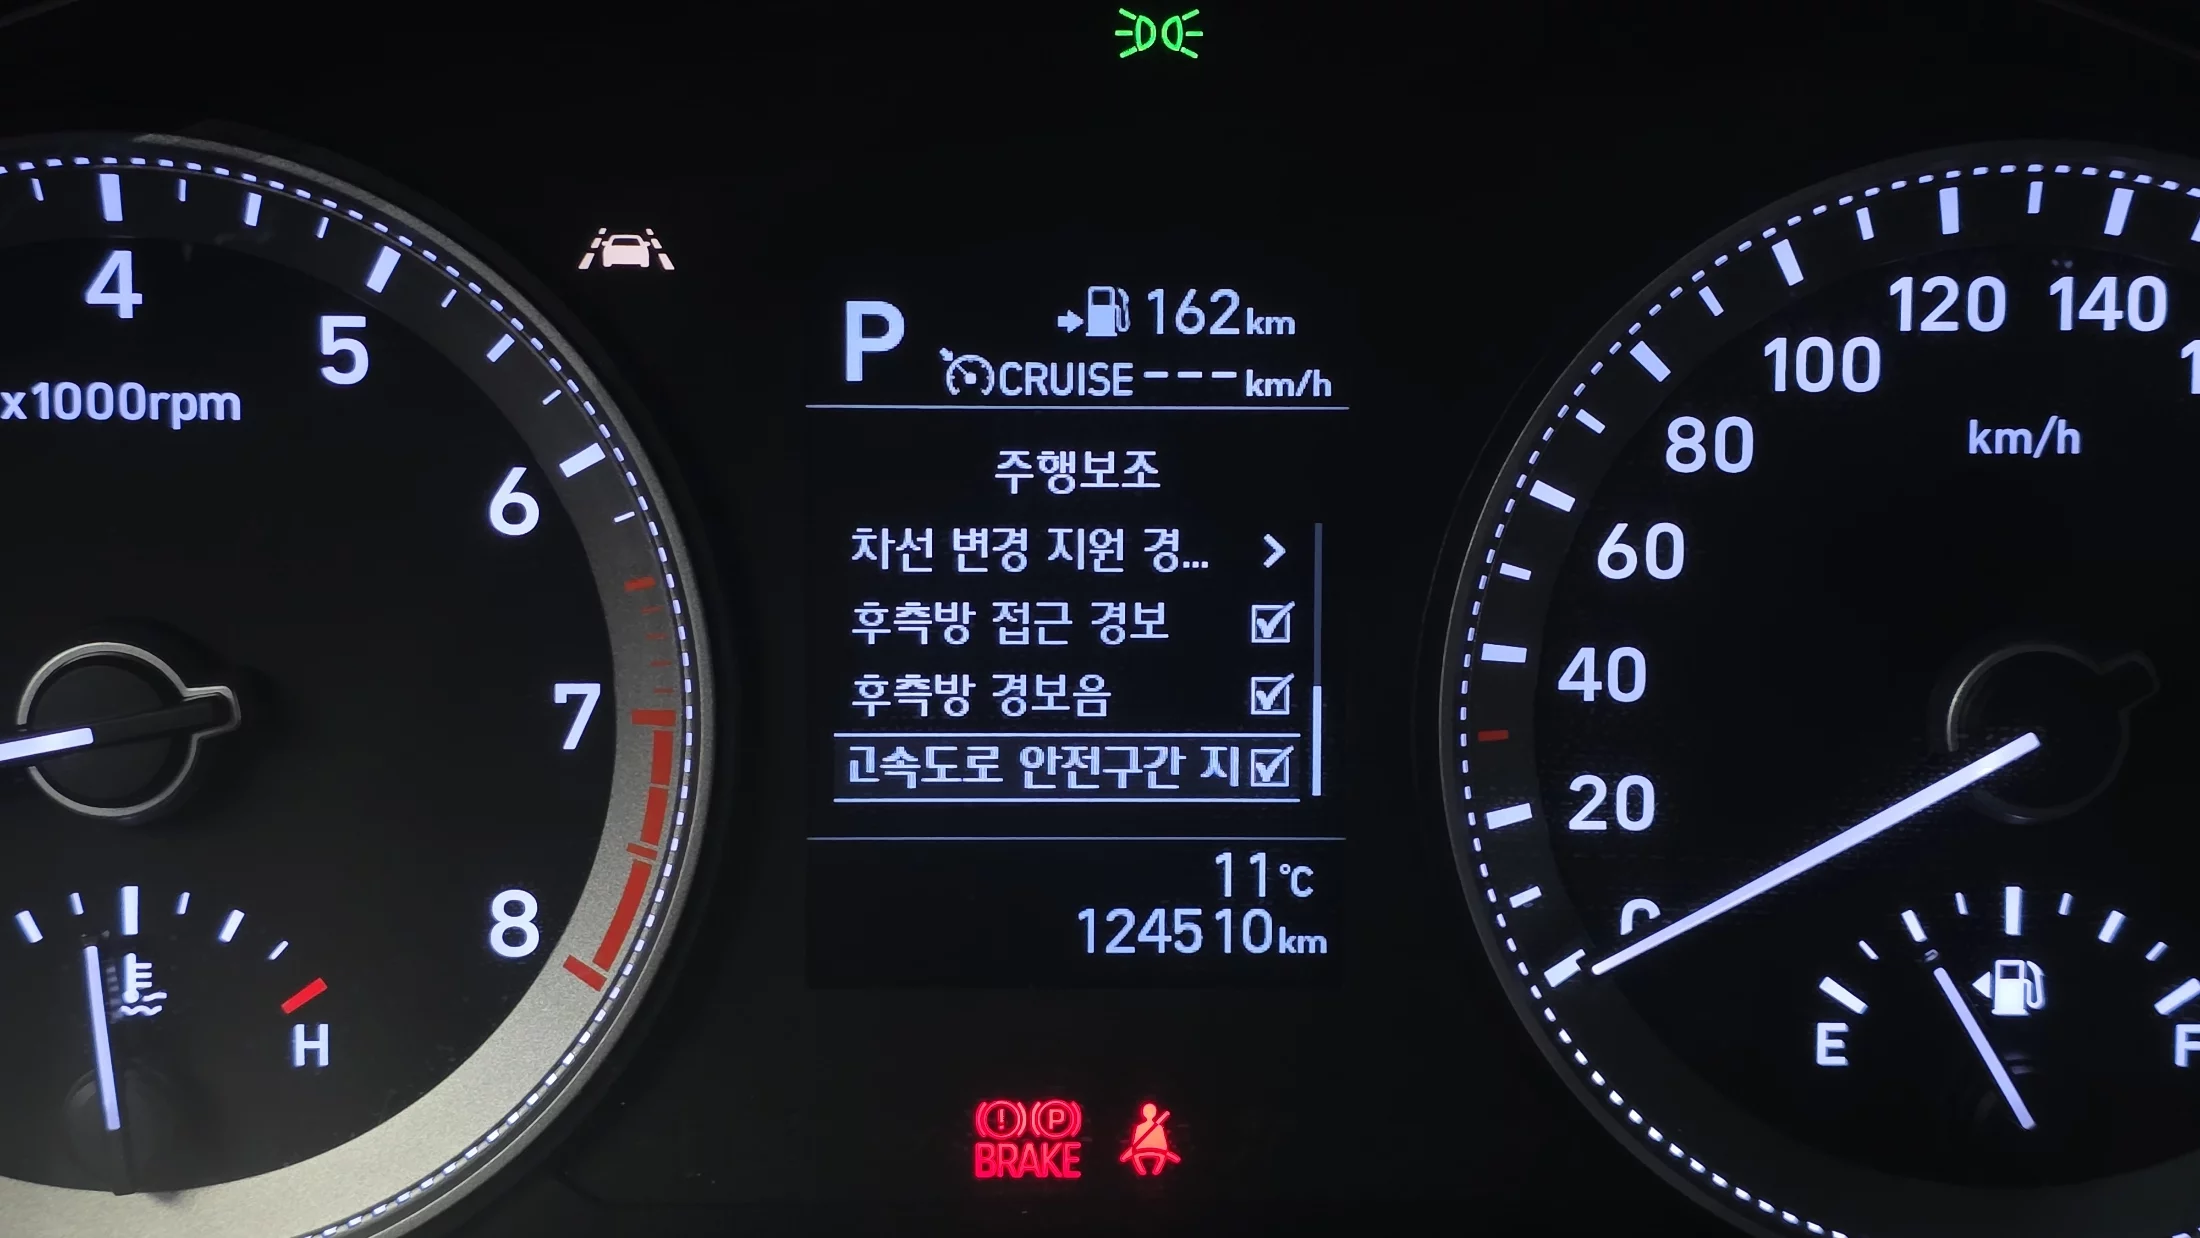 4
5
x1000rpm
6
7
8
H
P
162km
CRUISE---km/h
주행보조
차선 변경 지원 경...
후측방 접근 경보
후측방 경보음
고속도로 안전구간 지
11°C
124510km
P
BRAKE
120
140
100
80
km/h
60
40
20
0
E
F